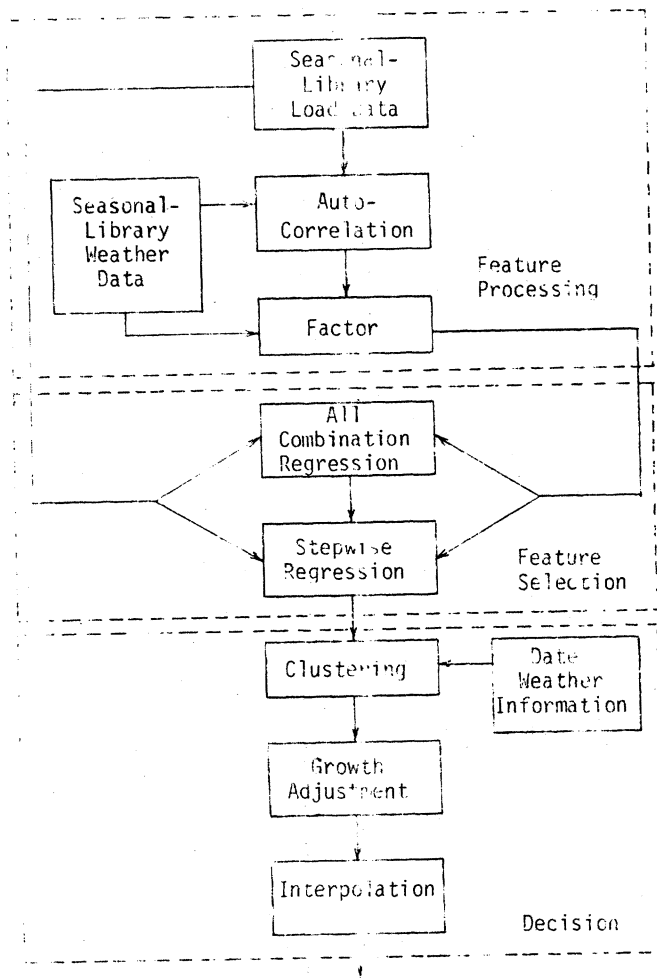 Seasonal-
Library
Load Data
Seasonal-
Library
Weather
Data
Auto-
Correlation
Feature
Processing
Factor
All
Combination
Regression
Stepwise
Regression
Feature
Selection
Clustering
Date
Weather
Information
Growth
Adjustment
Interpolation
Decision